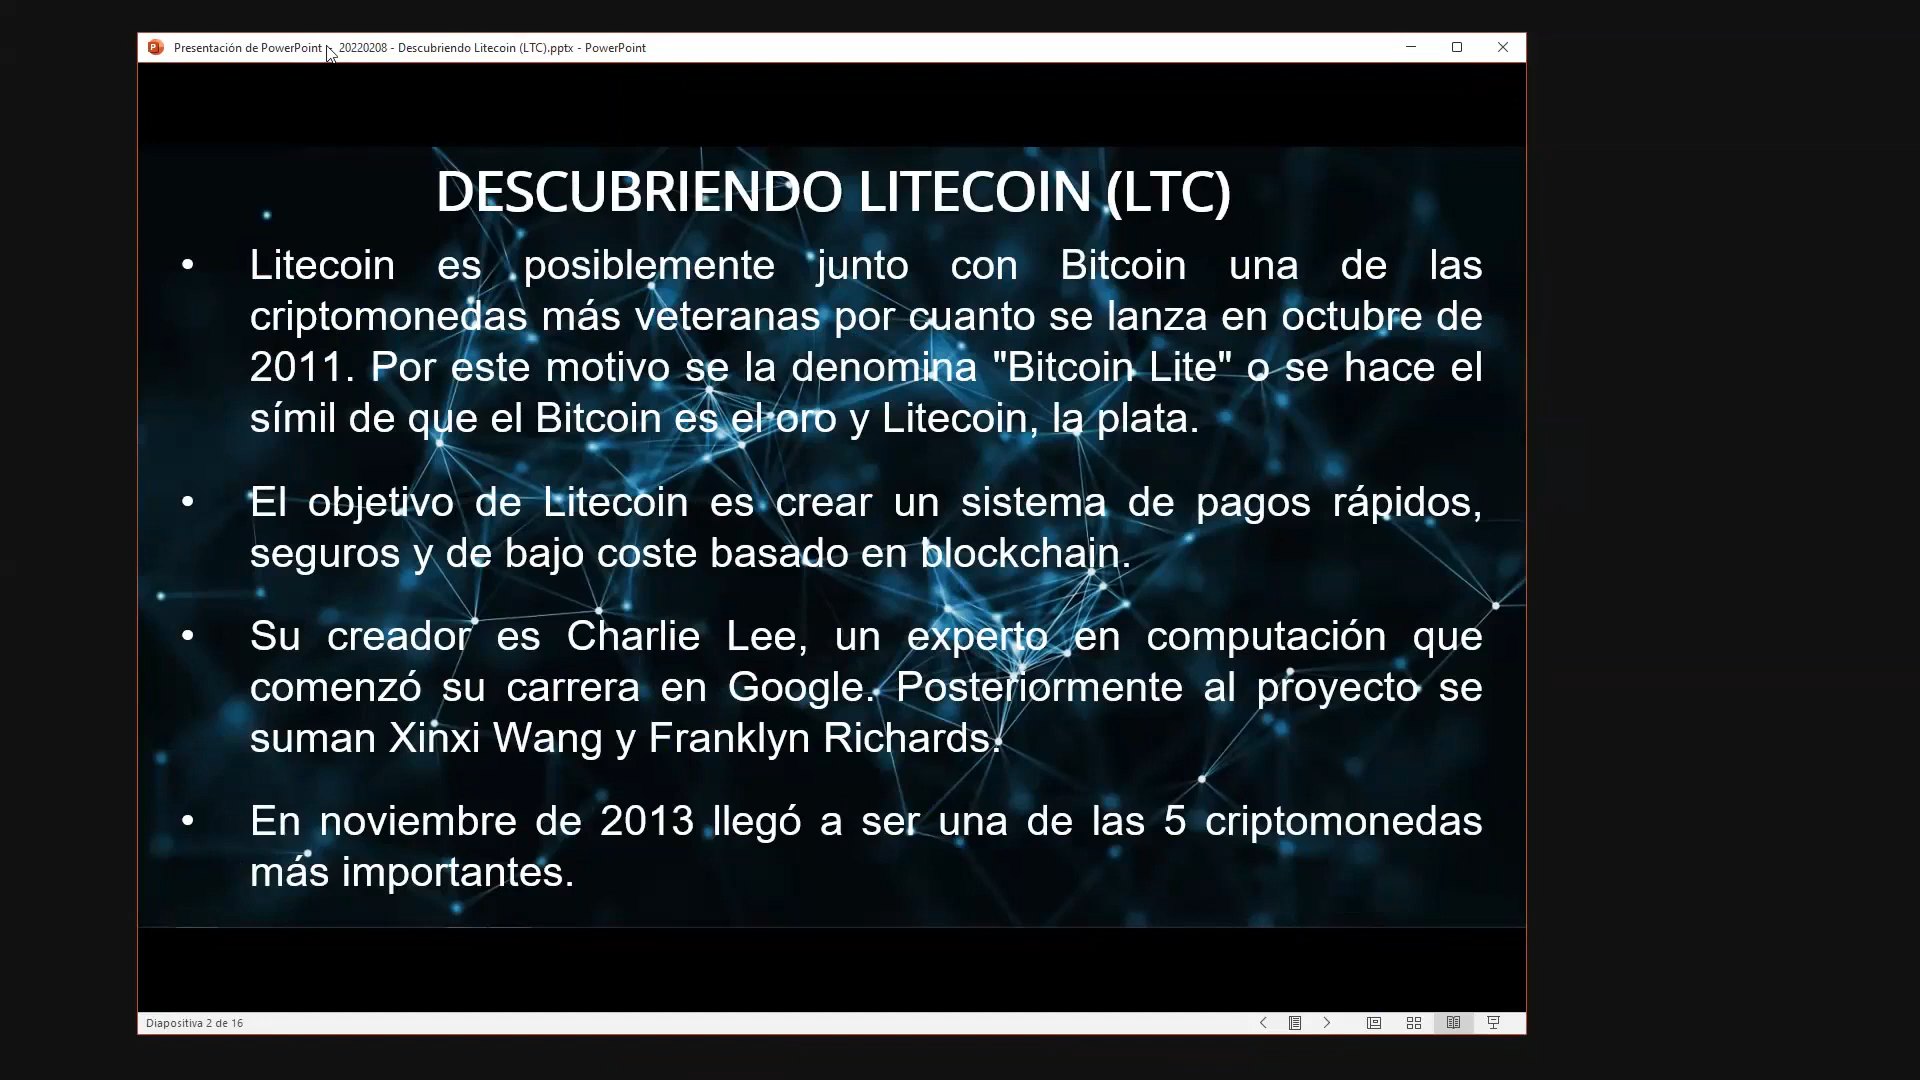 Presentación de PowerPoint - 20220208 - Descubriendo Litecoin (LTC).pptx - PowerPoint
DESCUBRIENDO LITECOIN (LTC)
• Litecoin es posiblemente junto con Bitcoin una de las
criptomonedas más veteranas por cuanto se lanza en octubre de
2011. Por este motivo se la denomina "Bitcoin Lite" o se hace el
símil de que el Bitcoin es el oro y Litecoin, la plata.
• El objetivo de Litecoin es crear un sistema de pagos rápidos,
seguros y de bajo coste basado en blockchain.
• Su creador es Charlie Lee, un experto en computación que
comenzó su carrera en Google. Posteriormente al proyecto se
suman Xinxi Wang y Franklyn Richards.
• En noviembre de 2013 llegó a ser una de las 5 criptomonedas
más importantes.
Diapositiva 2 de 16